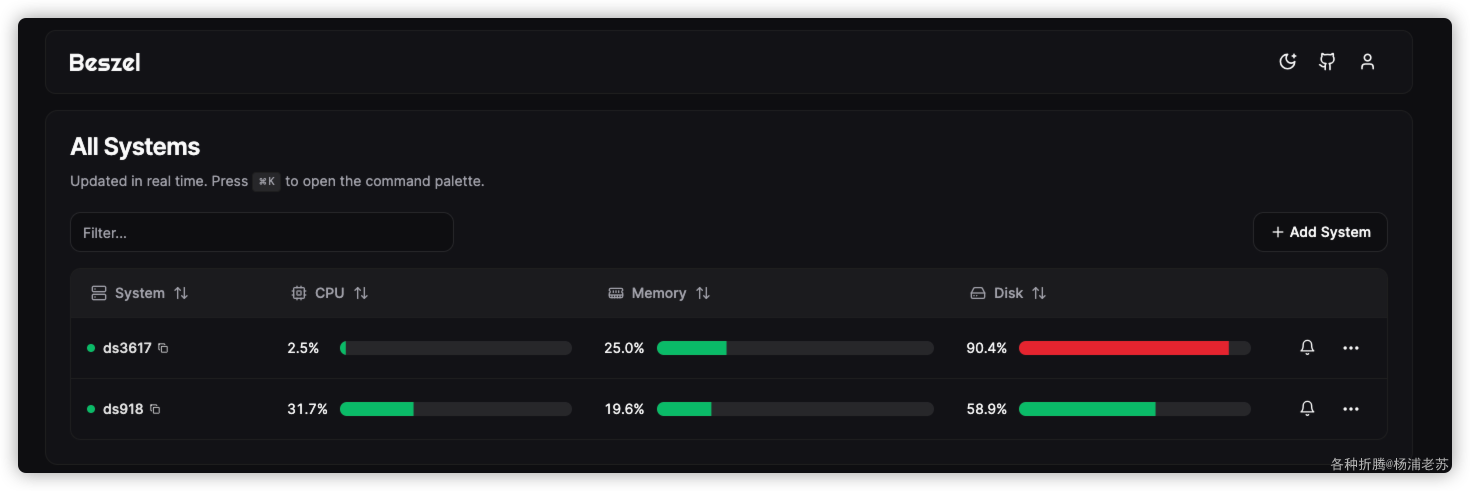 Beszel
All Systems
Updated in real time. Press ⌘K to open the command palette.
Filter...
+ Add System
System CPU Memory Disk
ds3617 2.5% 25.0% 90.4%
ds918 31.7% 19.6% 58.9%
各种折腾@杨浦老苏